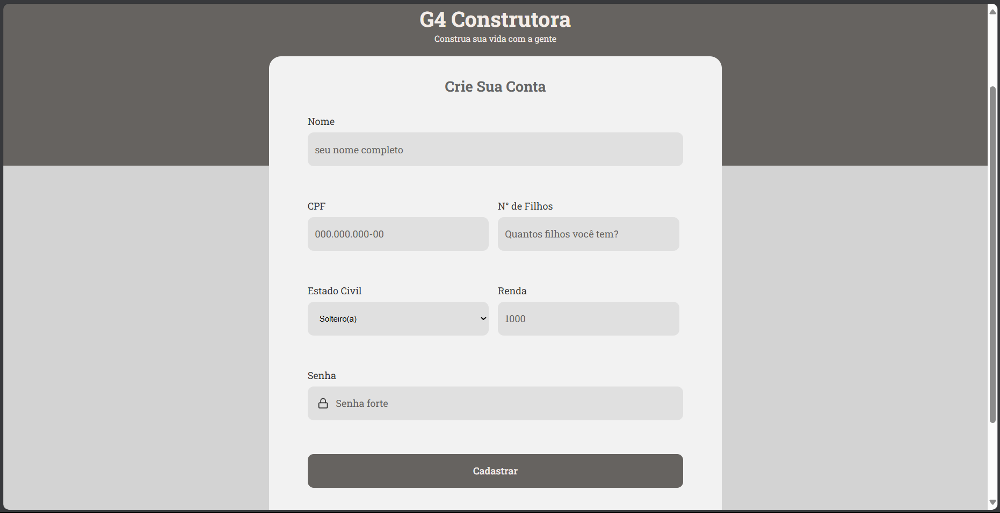 G4 Construtora
Construa sua vida com a gente
Crie Sua Conta
Nome
seu nome completo
CPF
N° de Filhos
000.000.000-00
Quantos filhos você tem?
Estado Civil
Renda
Solteiro(a)
1000
Senha
Senha forte
Cadastrar